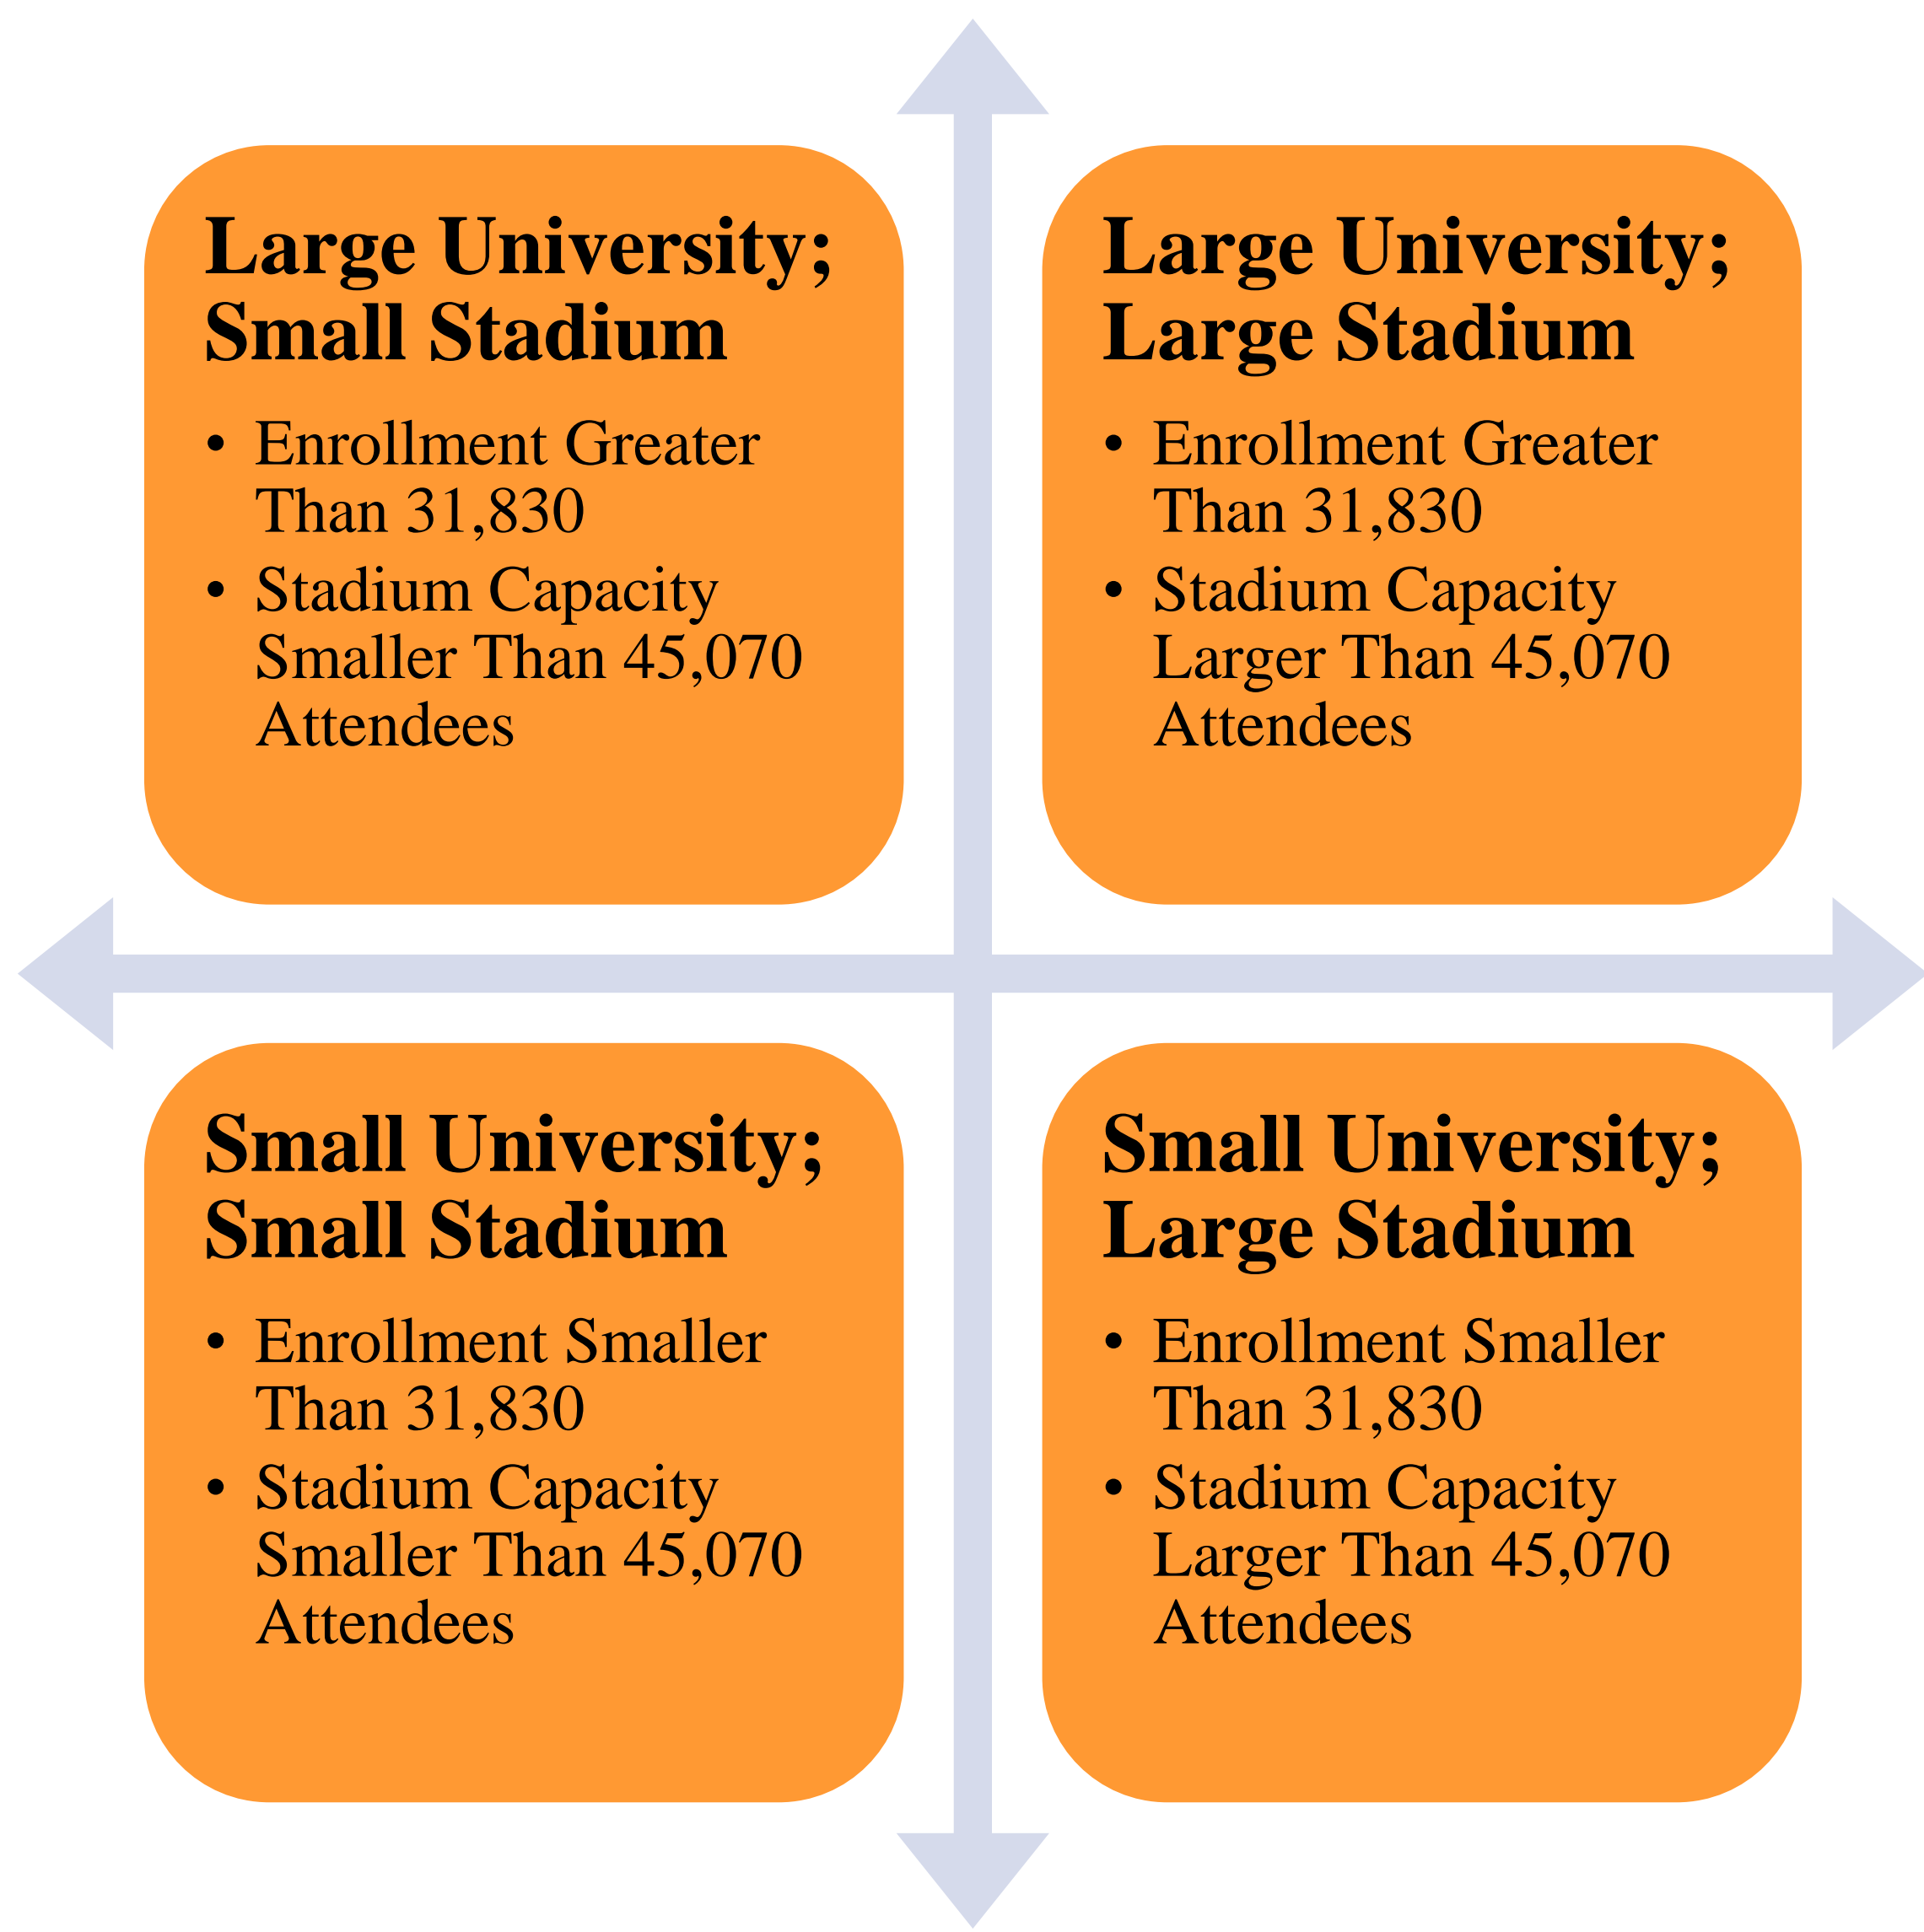 Large University;
Small Stadium
• Enrollment Greater
Than 31,830
• Stadium Capacity
Smaller Than 45,070
Attendees
Large University;
Large Stadium
• Enrollment Greater
Than 31,830
• Stadium Capacity
Larger Than 45,070
Attendees
Small University;
Small Stadium
• Enrollment Smaller
Than 31,830
• Stadium Capacity
Smaller Than 45,070
Attendees
Small University;
Large Stadium
• Enrollment Smaller
Than 31,830
• Stadium Capacity
Larger Than 45,070
Attendees